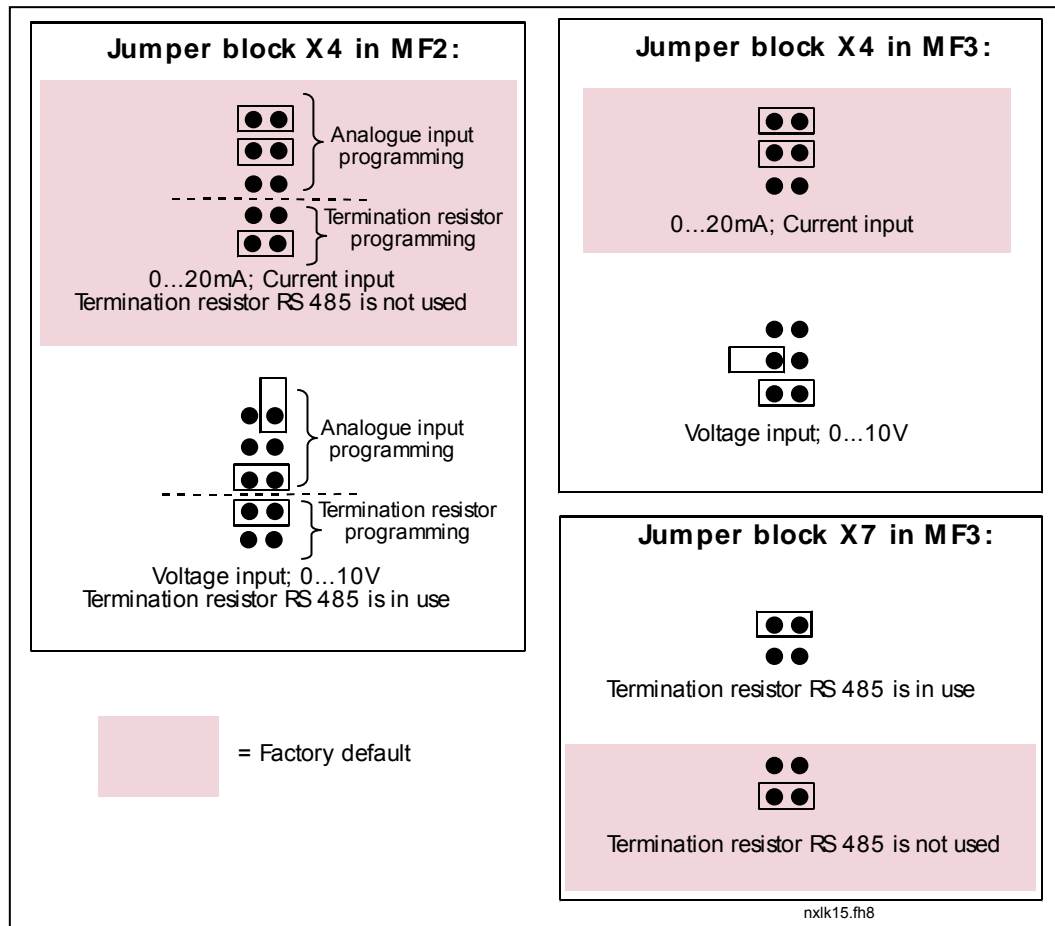 Jumper block X4 in MF2:
Analogue input
programming
Termination resistor
programming
0...20mA; Current input
Termination resistor RS 485 is not used
Analogue input
programming
Termination resistor
programming
Voltage input; 0...10V
Termination resistor RS 485 is in use
= Factory default
Jumper block X4 in MF3:
0...20mA; Current input
Voltage input; 0...10V
Jumper block X7 in MF3:
Termination resistor RS 485 is in use
Termination resistor RS 485 is not used
nxlk15.fh8